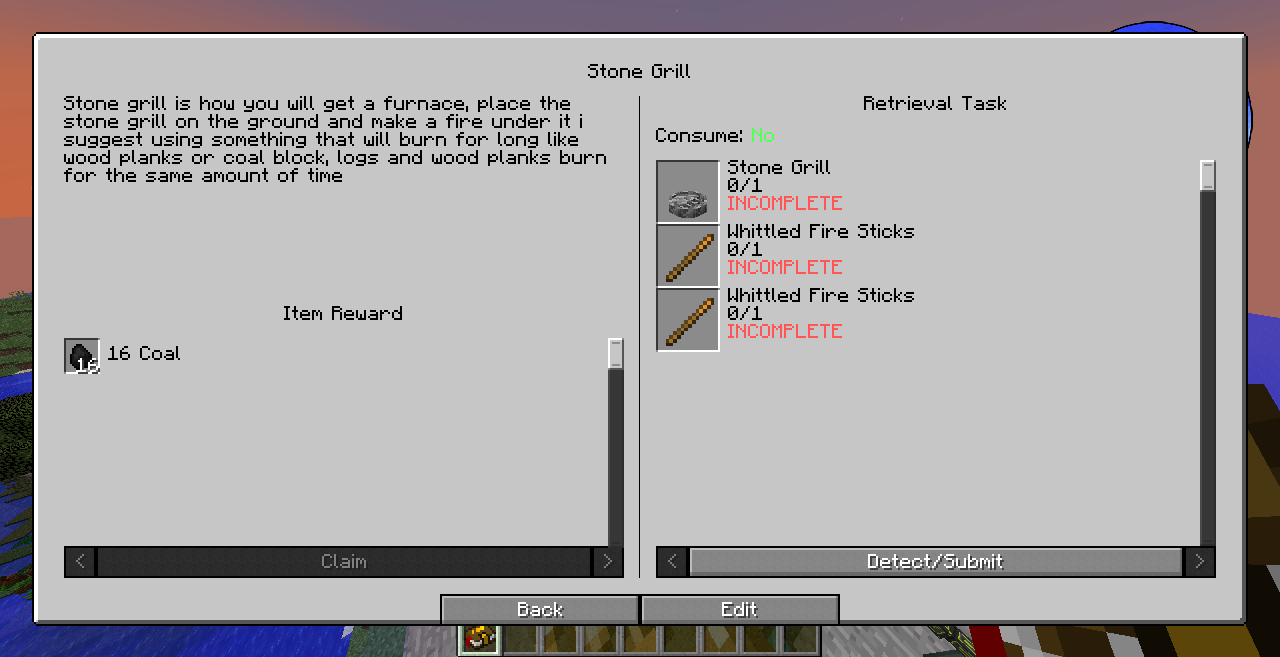 Stone Grill
Stone grill is how you will get a furnace, place the
stone grill on the ground and make a fire under it i
suggest using something that will burn for long like
wood planks or coal block, logs and wood planks burn
for the same amount of time
Item Reward
16
16 Coal
< Claim >
Retrieval Task
Consume: No
Stone Grill
0/1
INCOMPLETE
Whittled Fire Sticks
0/1
INCOMPLETE
Whittled Fire Sticks
0/1
INCOMPLETE
< Detect/Submit >
Back
Edit